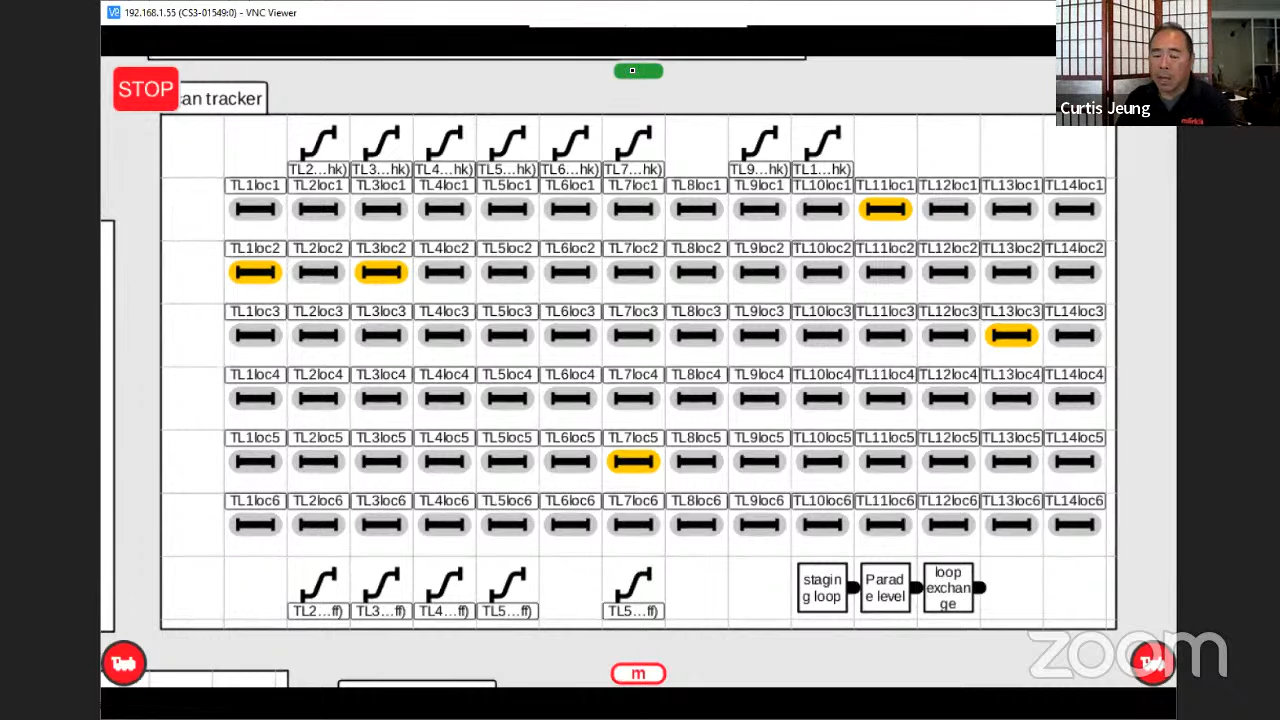 192.168.1.55 (CS3-01549:0) - VNC Viewer
STOP
an tracker
Curtis Jeung
märklin
TL2...hk) TL3...hk) TL4...hk) TL5...hk) TL6...hk) TL7...hk) TL9...hk) TL1...hk)
TL1loc1 TL2loc1 TL3loc1 TL4loc1 TL5loc1 TL6loc1 TL7loc1 TL8loc1 TL9loc1 TL10loc1 TL11loc1 TL12loc1 TL13loc1 TL14loc1
TL1loc2 TL2loc2 TL3loc2 TL4loc2 TL5loc2 TL6loc2 TL7loc2 TL8loc2 TL9loc2 TL10loc2 TL11loc2 TL12loc2 TL13loc2 TL14loc2
TL1loc3 TL2loc3 TL3loc3 TL4loc3 TL5loc3 TL6loc3 TL7loc3 TL8loc3 TL9loc3 TL10loc3 TL11loc3 TL12loc3 TL13loc3 TL14loc3
TL1loc4 TL2loc4 TL3loc4 TL4loc4 TL5loc4 TL6loc4 TL7loc4 TL8loc4 TL9loc4 TL10loc4 TL11loc4 TL12loc4 TL13loc4 TL14loc4
TL1loc5 TL2loc5 TL3loc5 TL4loc5 TL5loc5 TL6loc5 TL7loc5 TL8loc5 TL9loc5 TL10loc5 TL11loc5 TL12loc5 TL13loc5 TL14loc5
TL1loc6 TL2loc6 TL3loc6 TL4loc6 TL5loc6 TL6loc6 TL7loc6 TL8loc6 TL9loc6 TL10loc6 TL11loc6 TL12loc6 TL13loc6 TL14loc6
TL2...ff) TL3...ff) TL4...ff) TL5...ff) TL5...ff)
stagin
g loop
Parad
e level
loop
exchan
ge
m
zoom